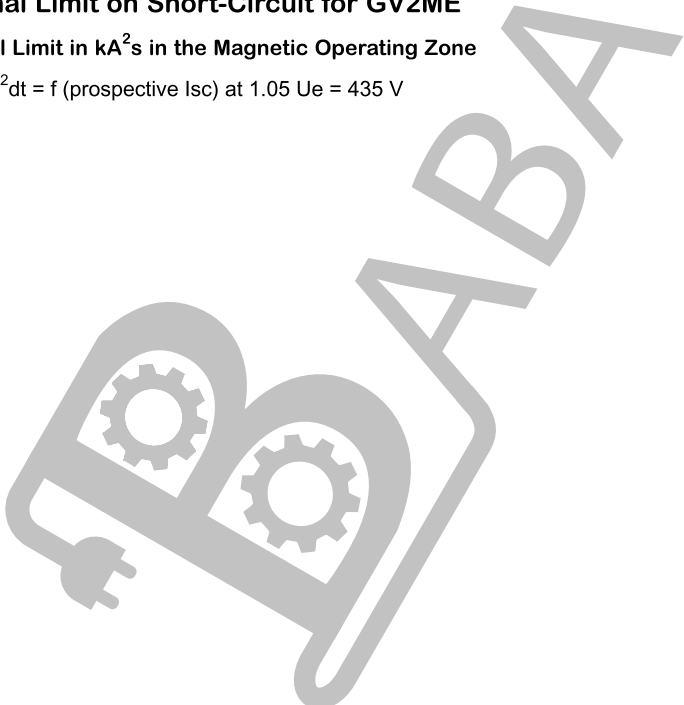 nal Limit on Short-Circuit for GV2ME
l Limit in kA²s in the Magnetic Operating Zone
²dt = f (prospective Isc) at 1.05 Ue = 435 V
BABA